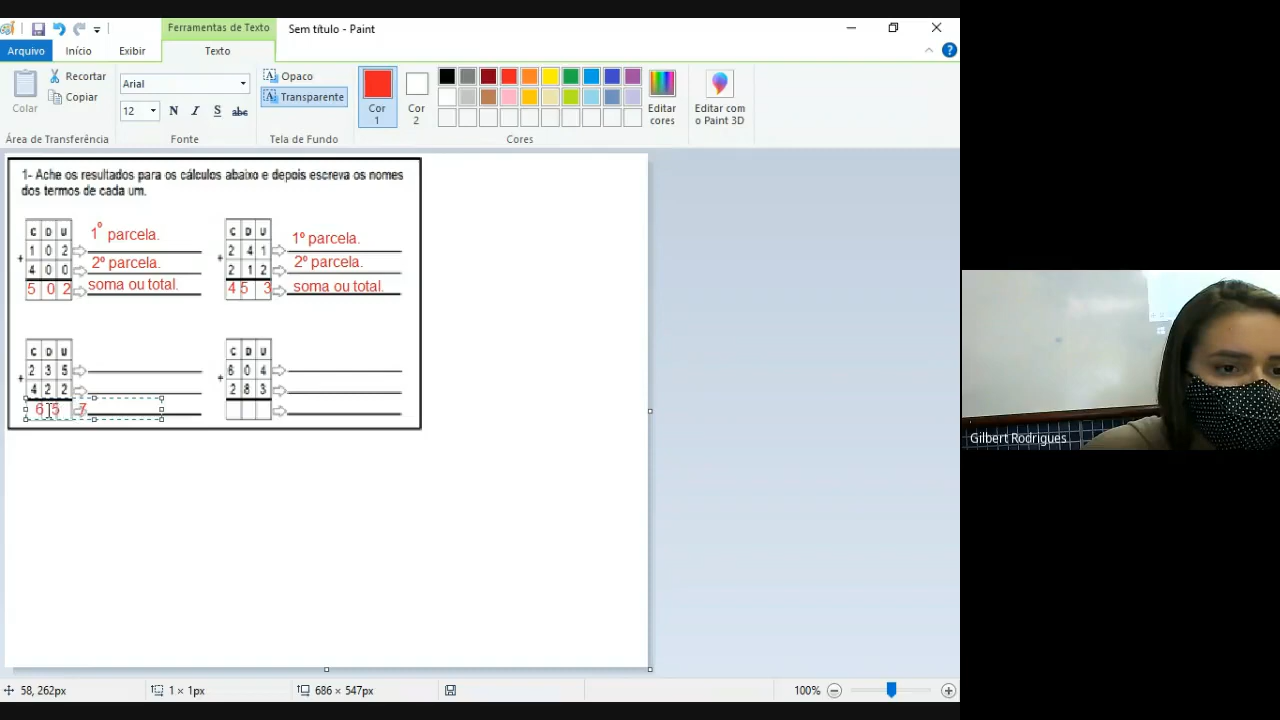 Ferramentas de Texto
Sem título - Paint
Arquivo
Início
Exibir
Texto
Colar
Recortar
Copiar
Área de Transferência
Arial
12
N I S abc
Fonte
Opaco
Transparente
Tela de Fundo
Cor 1
Cor 2
Editar cores
Cores
Editar com o Paint 3D
1- Ache os resultados para os cálculos abaixo e depois escreva os nomes
dos termos de cada um.
C D U
1 0 2 1º parcela.
+ 4 0 0 2º parcela.
5 0 2 soma ou total.
C D U
2 4 1 1º parcela.
+ 2 1 2 2º parcela.
4 5 3 soma ou total.
C D U
2 3 5
+ 4 2 2
6 5 7
C D U
6 0 4
+ 2 8 3
Gilbert Rodrigues
58, 262px
1 × 1px
686 × 547px
100%